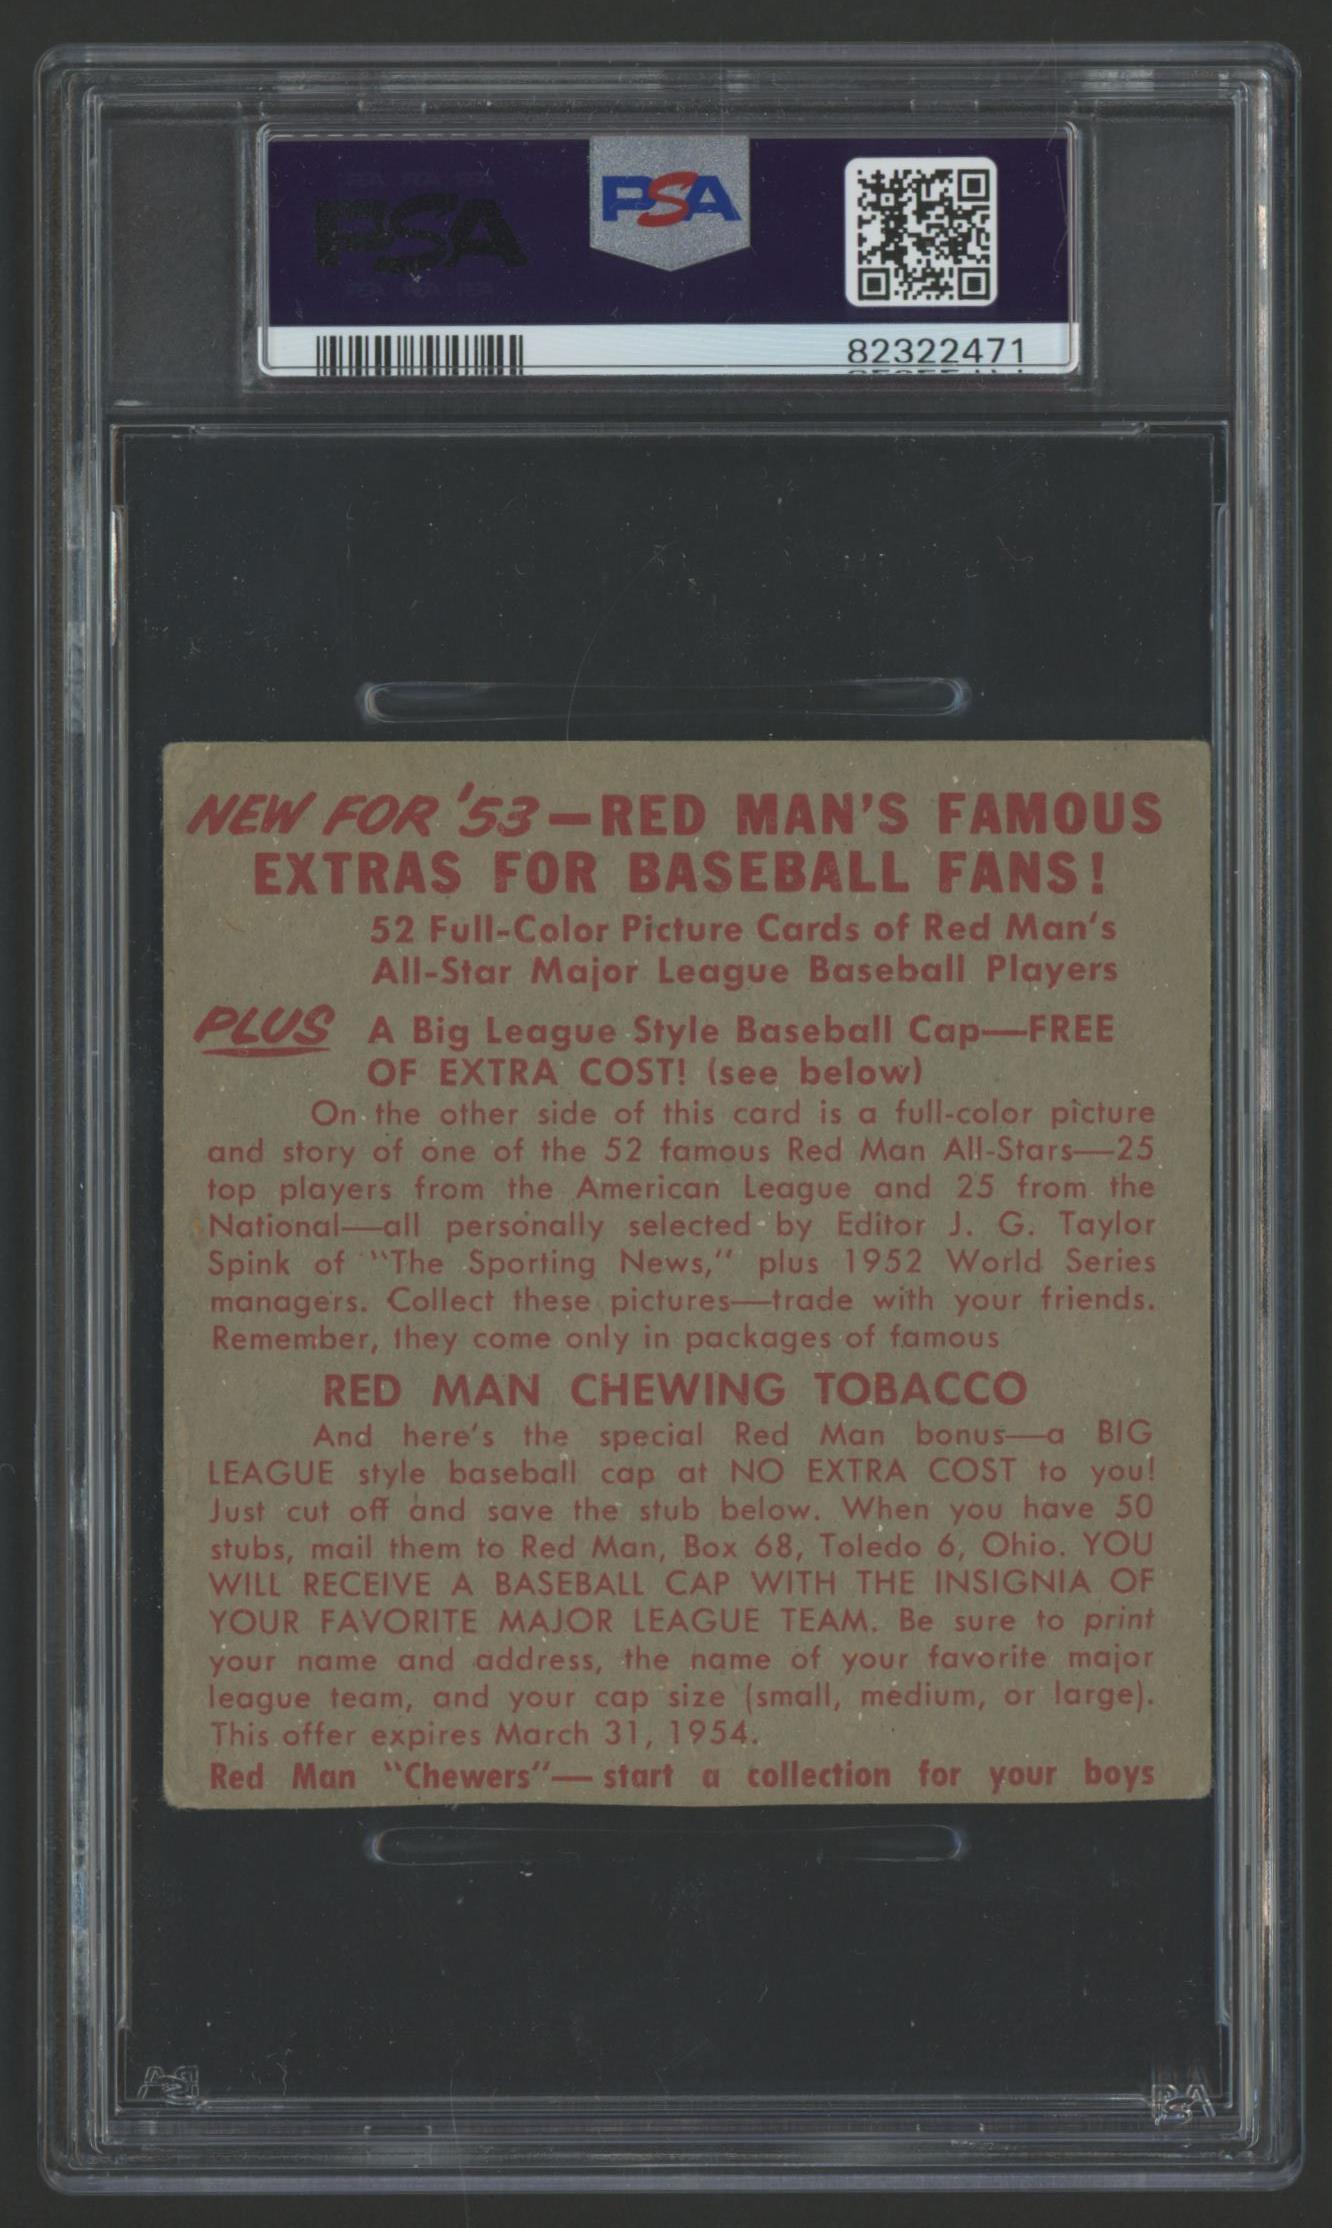 PSA
PSA
82322471
NEW FOR '53—RED MAN'S FAMOUS
EXTRAS FOR BASEBALL FANS!
52 Full-Color Picture Cards of Red Man's
All-Star Major League Baseball Players
PLUS A Big League Style Baseball Cap—FREE
OF EXTRA COST! (see below)
On the other side of this card is a full-color picture
and story of one of the 52 famous Red Man All-Stars—25
top players from the American League and 25 from the
National—all personally selected by Editor J. G. Taylor
Spink of "The Sporting News," plus 1952 World Series
managers. Collect these pictures—trade with your friends.
Remember, they come only in packages of famous
RED MAN CHEWING TOBACCO
And here's the special Red Man bonus—a BIG
LEAGUE style baseball cap at NO EXTRA COST to you!
Just cut off and save the stub below. When you have 50
stubs, mail them to Red Man, Box 68, Toledo 6, Ohio. YOU
WILL RECEIVE A BASEBALL CAP WITH THE INSIGNIA OF
YOUR FAVORITE MAJOR LEAGUE TEAM. Be sure to print
your name and address, the name of your favorite major
league team, and your cap size (small, medium, or large).
This offer expires March 31, 1954.
Red Man "Chewers"—start a collection for your boys
PSA
PSA